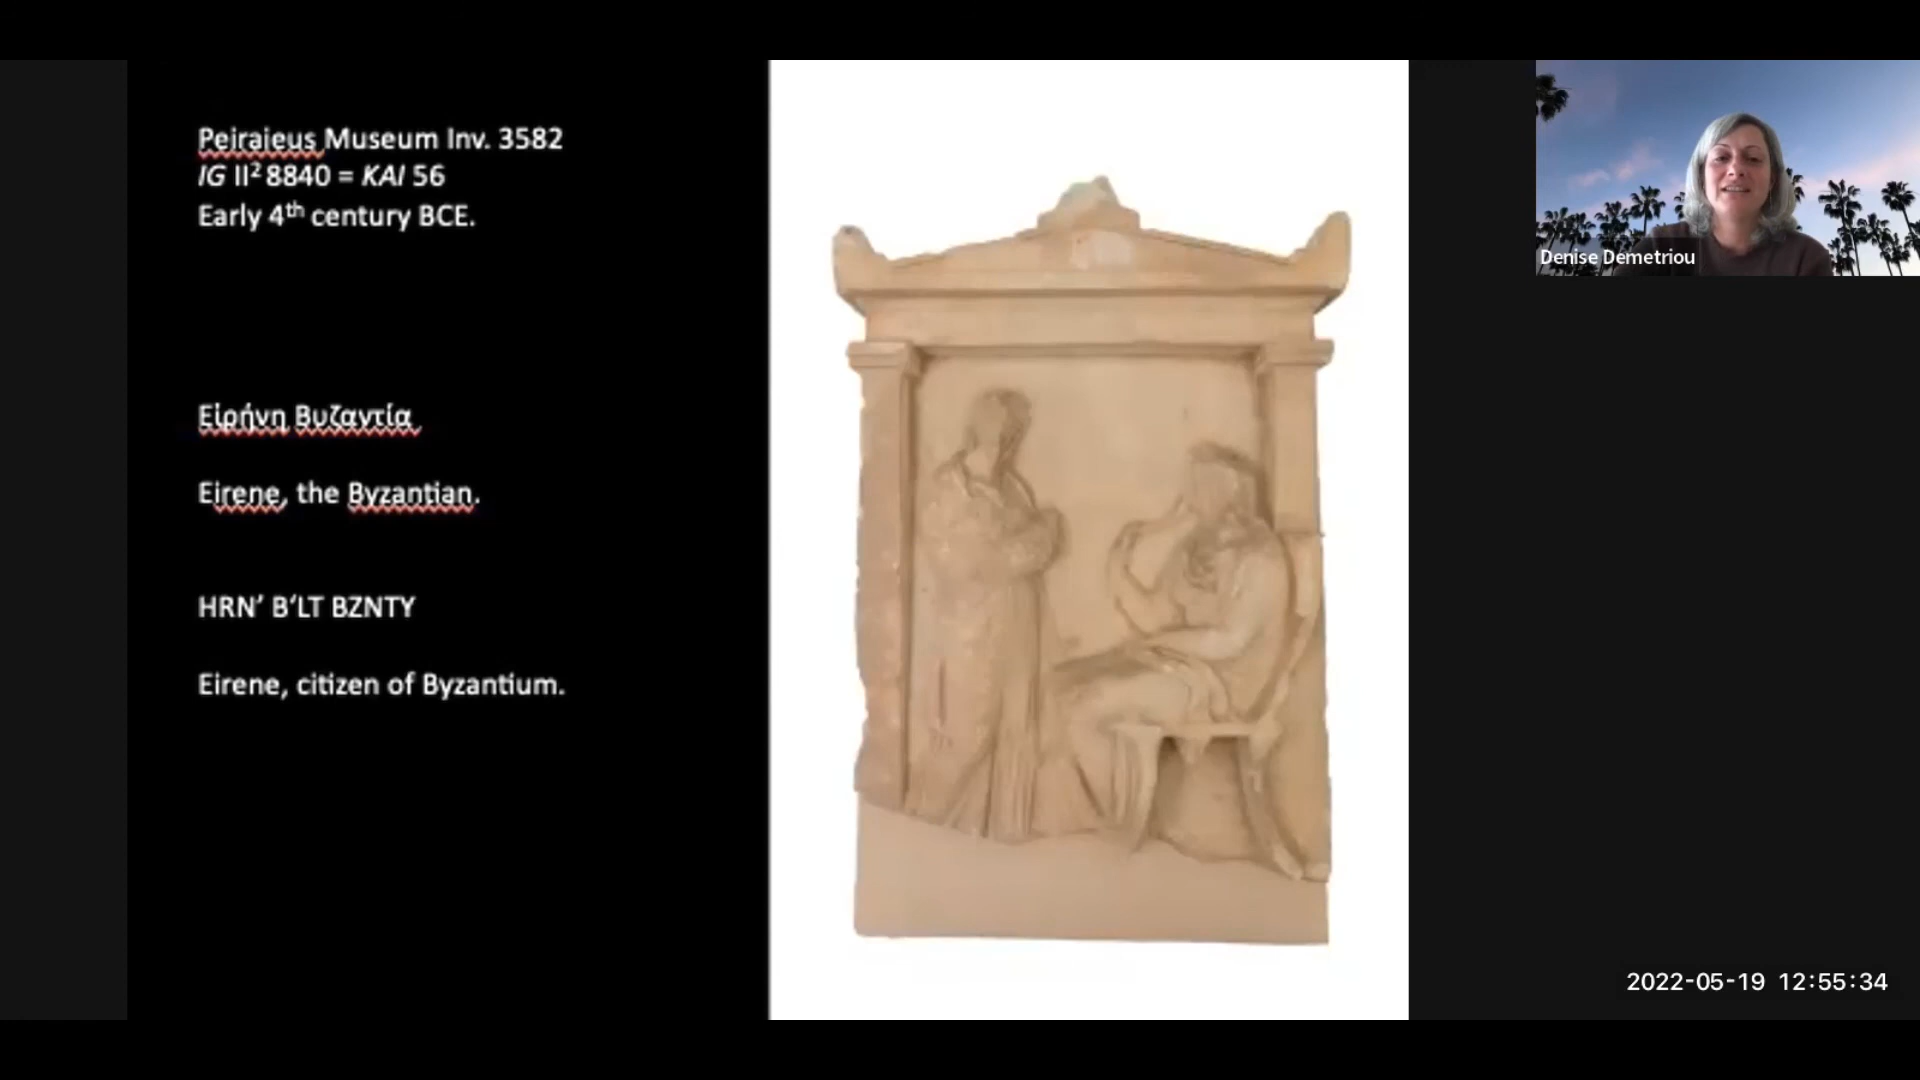 Peiraieus Museum Inv. 3582
IG II² 8840 = KAI 56
Early 4th century BCE.
Εἰρήνη Βυζαντία
Eirene, the Byzantian.
HRN’ B‘LT BZNTY
Eirene, citizen of Byzantium.
Denise Demetriou
2022-05-19 12:55:34